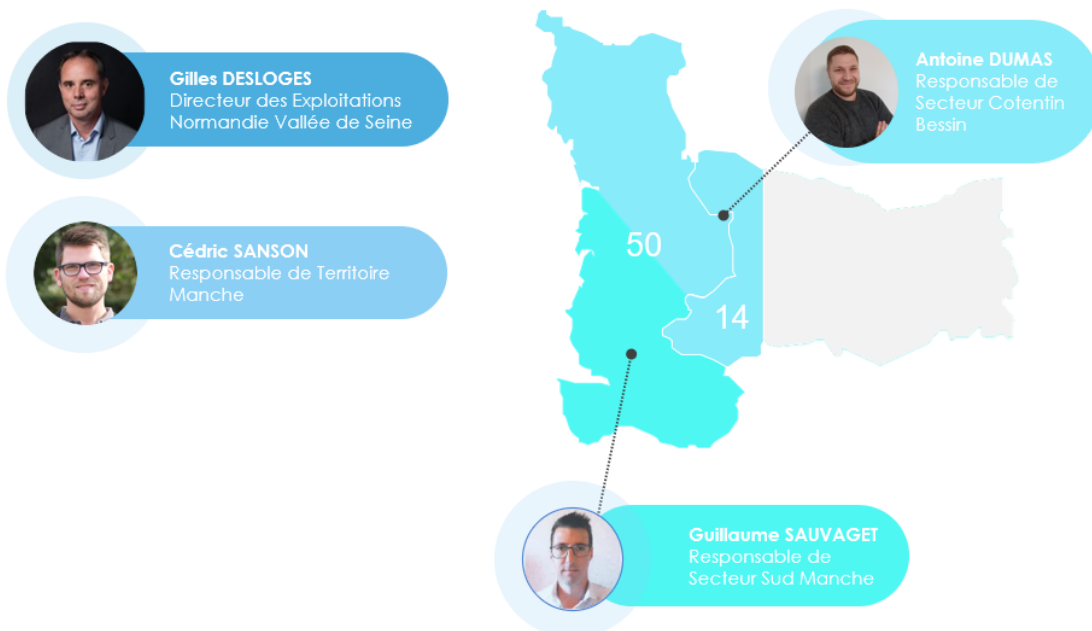 Gilles DESLOGES
Directeur des Exploitations
Normandie Vallée de Seine
Antoine DUMAS
Responsable de
Secteur Cotentin
Bessin
Cédric SANSON
Responsable de Territoire
Manche
50
14
Guillaume SAUVAGET
Responsable de
Secteur Sud Manche